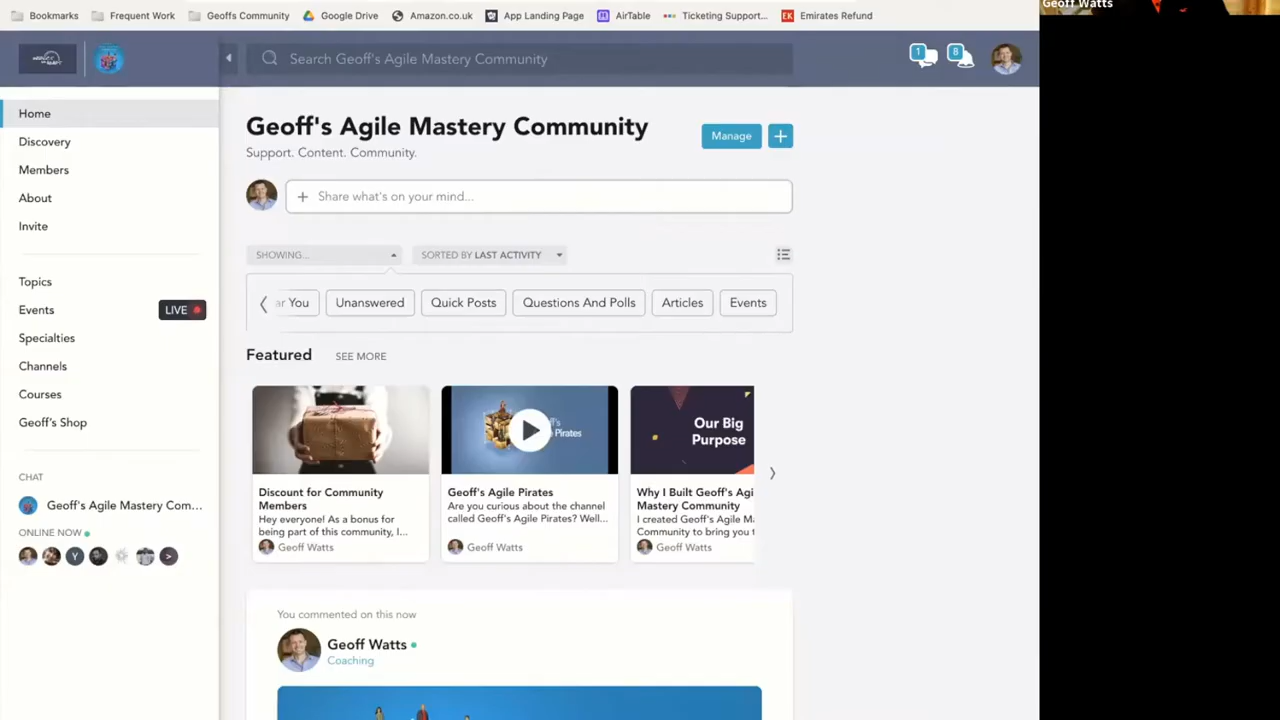 Bookmarks Frequent Work Geoffs Community Google Drive Amazon.co.uk App Landing Page AirTable Ticketing Support... EK Emirates Refund
Geoff Watts
Search Geoff's Agile Mastery Community
1
8
Home
Discovery
Members
About
Invite
Topics
Events
LIVE
Specialties
Channels
Courses
Geoff's Shop
CHAT
Geoff's Agile Mastery Com...
ONLINE NOW
Y
>
Geoff's Agile Mastery Community
Support. Content. Community.
Manage
+
+ Share what's on your mind...
SHOWING...
SORTED BY LAST ACTIVITY
ar You
Unanswered
Quick Posts
Questions And Polls
Articles
Events
Featured
SEE MORE
Discount for Community
Members
Hey everyone! As a bonus for
being part of this community, I...
Geoff Watts
Pirates
Geoff's Agile Pirates
Are you curious about the channel
called Geoff's Agile Pirates? Well...
Geoff Watts
Our Big
Purpose
Why I Built Geoff's Agi
Mastery Community
I created Geoff's Agile M
Community to bring you t
Geoff Watts
You commented on this now
Geoff Watts
Coaching